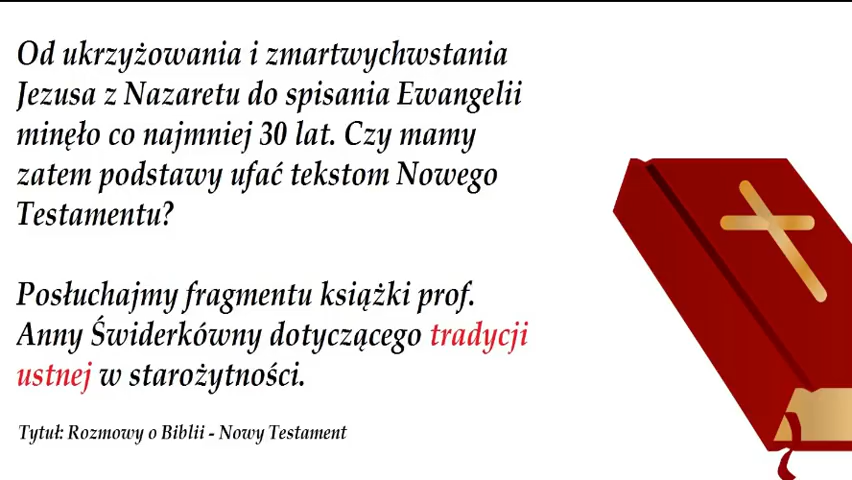 Od ukrzyżowania i zmartwychwstania
Jezusa z Nazaretu do spisania Ewangelii
minęło co najmniej 30 lat. Czy mamy
zatem podstawy ufać tekstom Nowego
Testamentu?
Posłuchajmy fragmentu książki prof.
Anny Świderkówny dotyczącego tradycji
ustnej w starożytności.
Tytuł: Rozmowy o Biblii - Nowy Testament